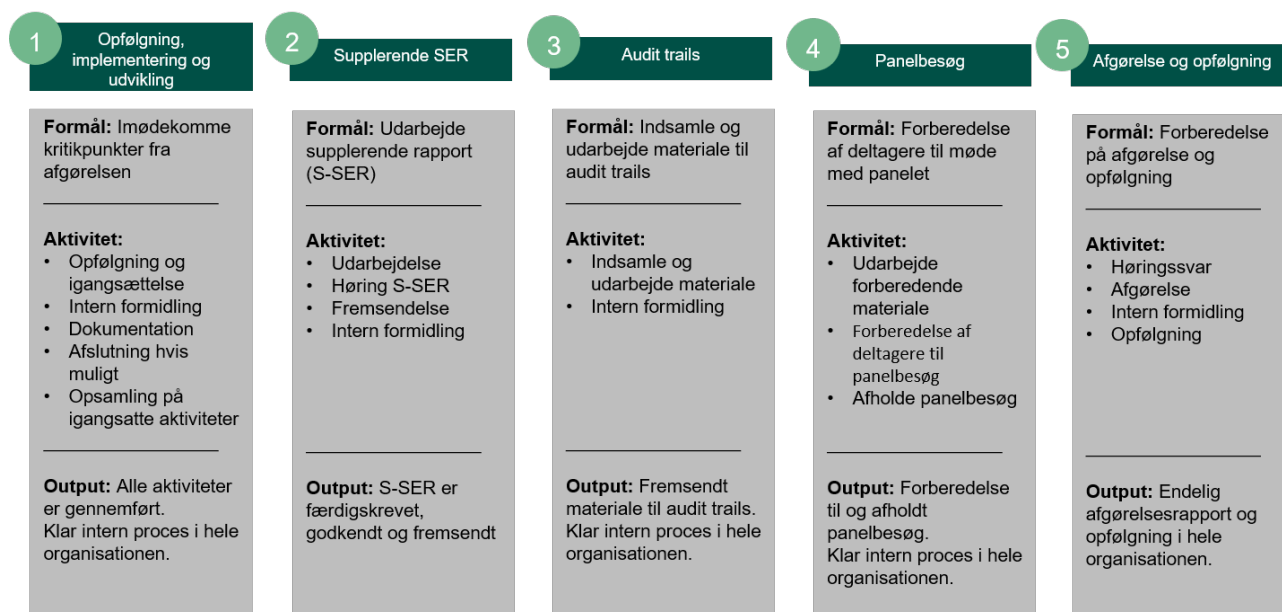 1
Opfølgning,
implementering og
udvikling
Formål: Imødekomme
kritikpunkter fra
afgørelsen
Aktivitet:
• Opfølgning og
igangsættelse
• Intern formidling
• Dokumentation
• Afslutning hvis
muligt
• Opsamling på
igangsatte aktiviteter
Output: Alle aktiviteter
er gennemført.
Klar intern proces i hele
organisationen.
2
Supplerende SER
Formål: Udarbejde
supplerende rapport
(S-SER)
Aktivitet:
• Udarbejdelse
• Høring S-SER
• Fremsendelse
• Intern formidling
Output: S-SER er
færdigskrevet,
godkendt og fremsendt
3
Audit trails
Formål: Indsamle og
udarbejde materiale til
audit trails
Aktivitet:
• Indsamle og
udarbejde materiale
• Intern formidling
Output: Fremsendt
materiale til audit trails.
Klar intern proces i hele
organisationen.
4
Panelbesøg
Formål: Forberedelse
af deltagere til møde
med panelet
Aktivitet:
• Udarbejde
forberedende
materiale
• Forberedelse af
deltagere til
panelbesøg
• Afholde panelbesøg
Output: Forberedelse
til og afholdt
panelbesøg.
Klar intern proces i hele
organisationen.
5
Afgørelse og opfølgning
Formål: Forberedelse
på afgørelse og
opfølgning
Aktivitet:
• Høringssvar
• Afgørelse
• Intern formidling
• Opfølgning
Output: Endelig
afgørelsesrapport og
opfølgning i hele
organisationen.